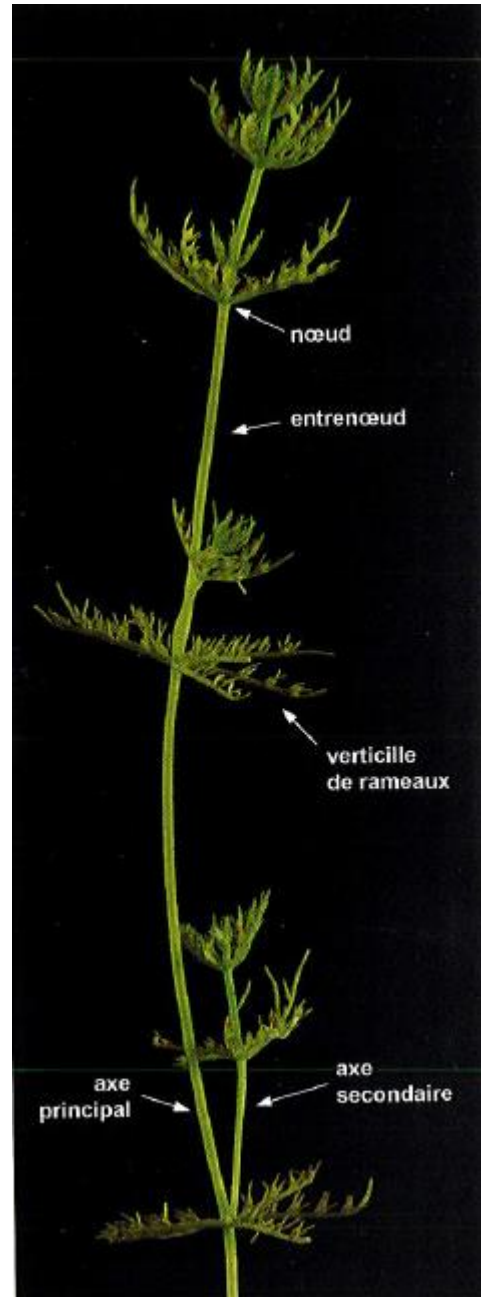 nœud
entrenœud
verticille
de rameaux
axe
principal
axe
secondaire